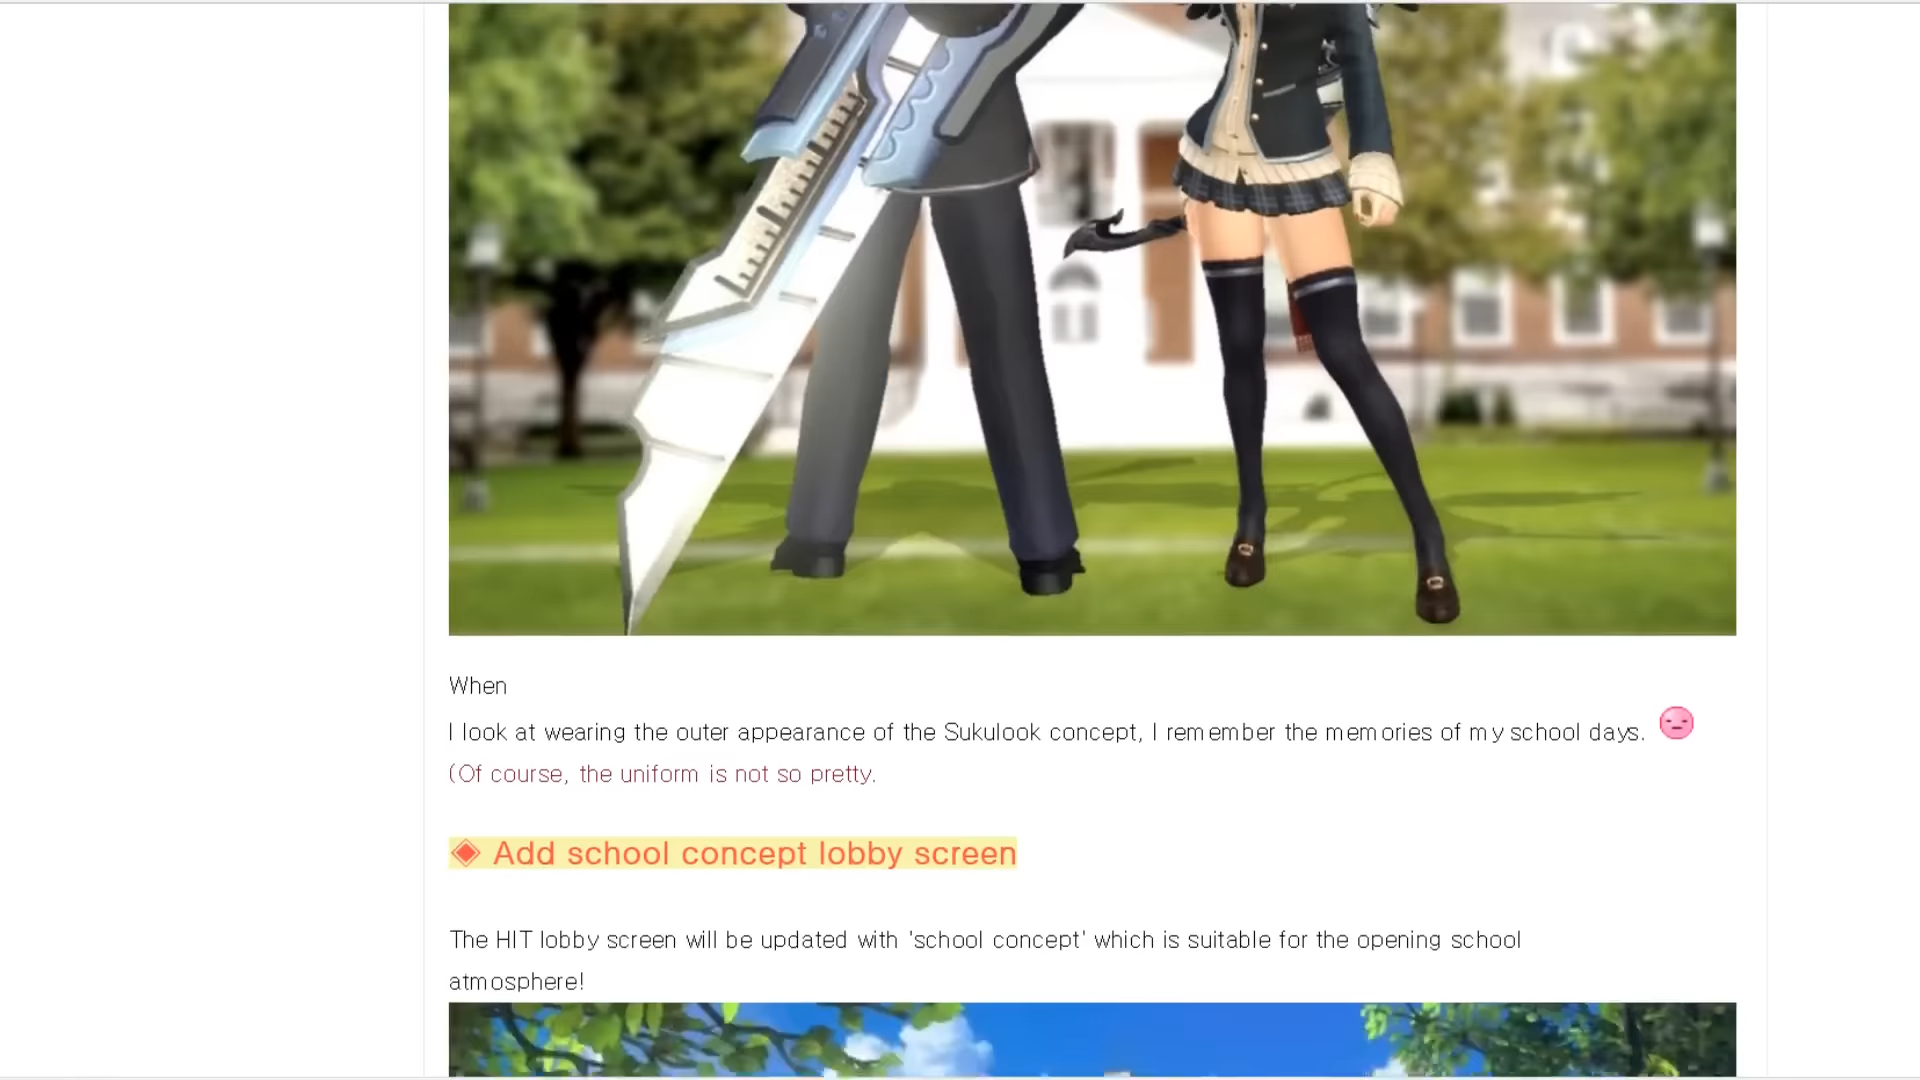 When
I look at wearing the outer appearance of the Sukulook concept, I remember the memories of my school days.
(Of course, the uniform is not so pretty.
◈ Add school concept lobby screen
The HIT lobby screen will be updated with 'school concept' which is suitable for the opening school
atmosphere!